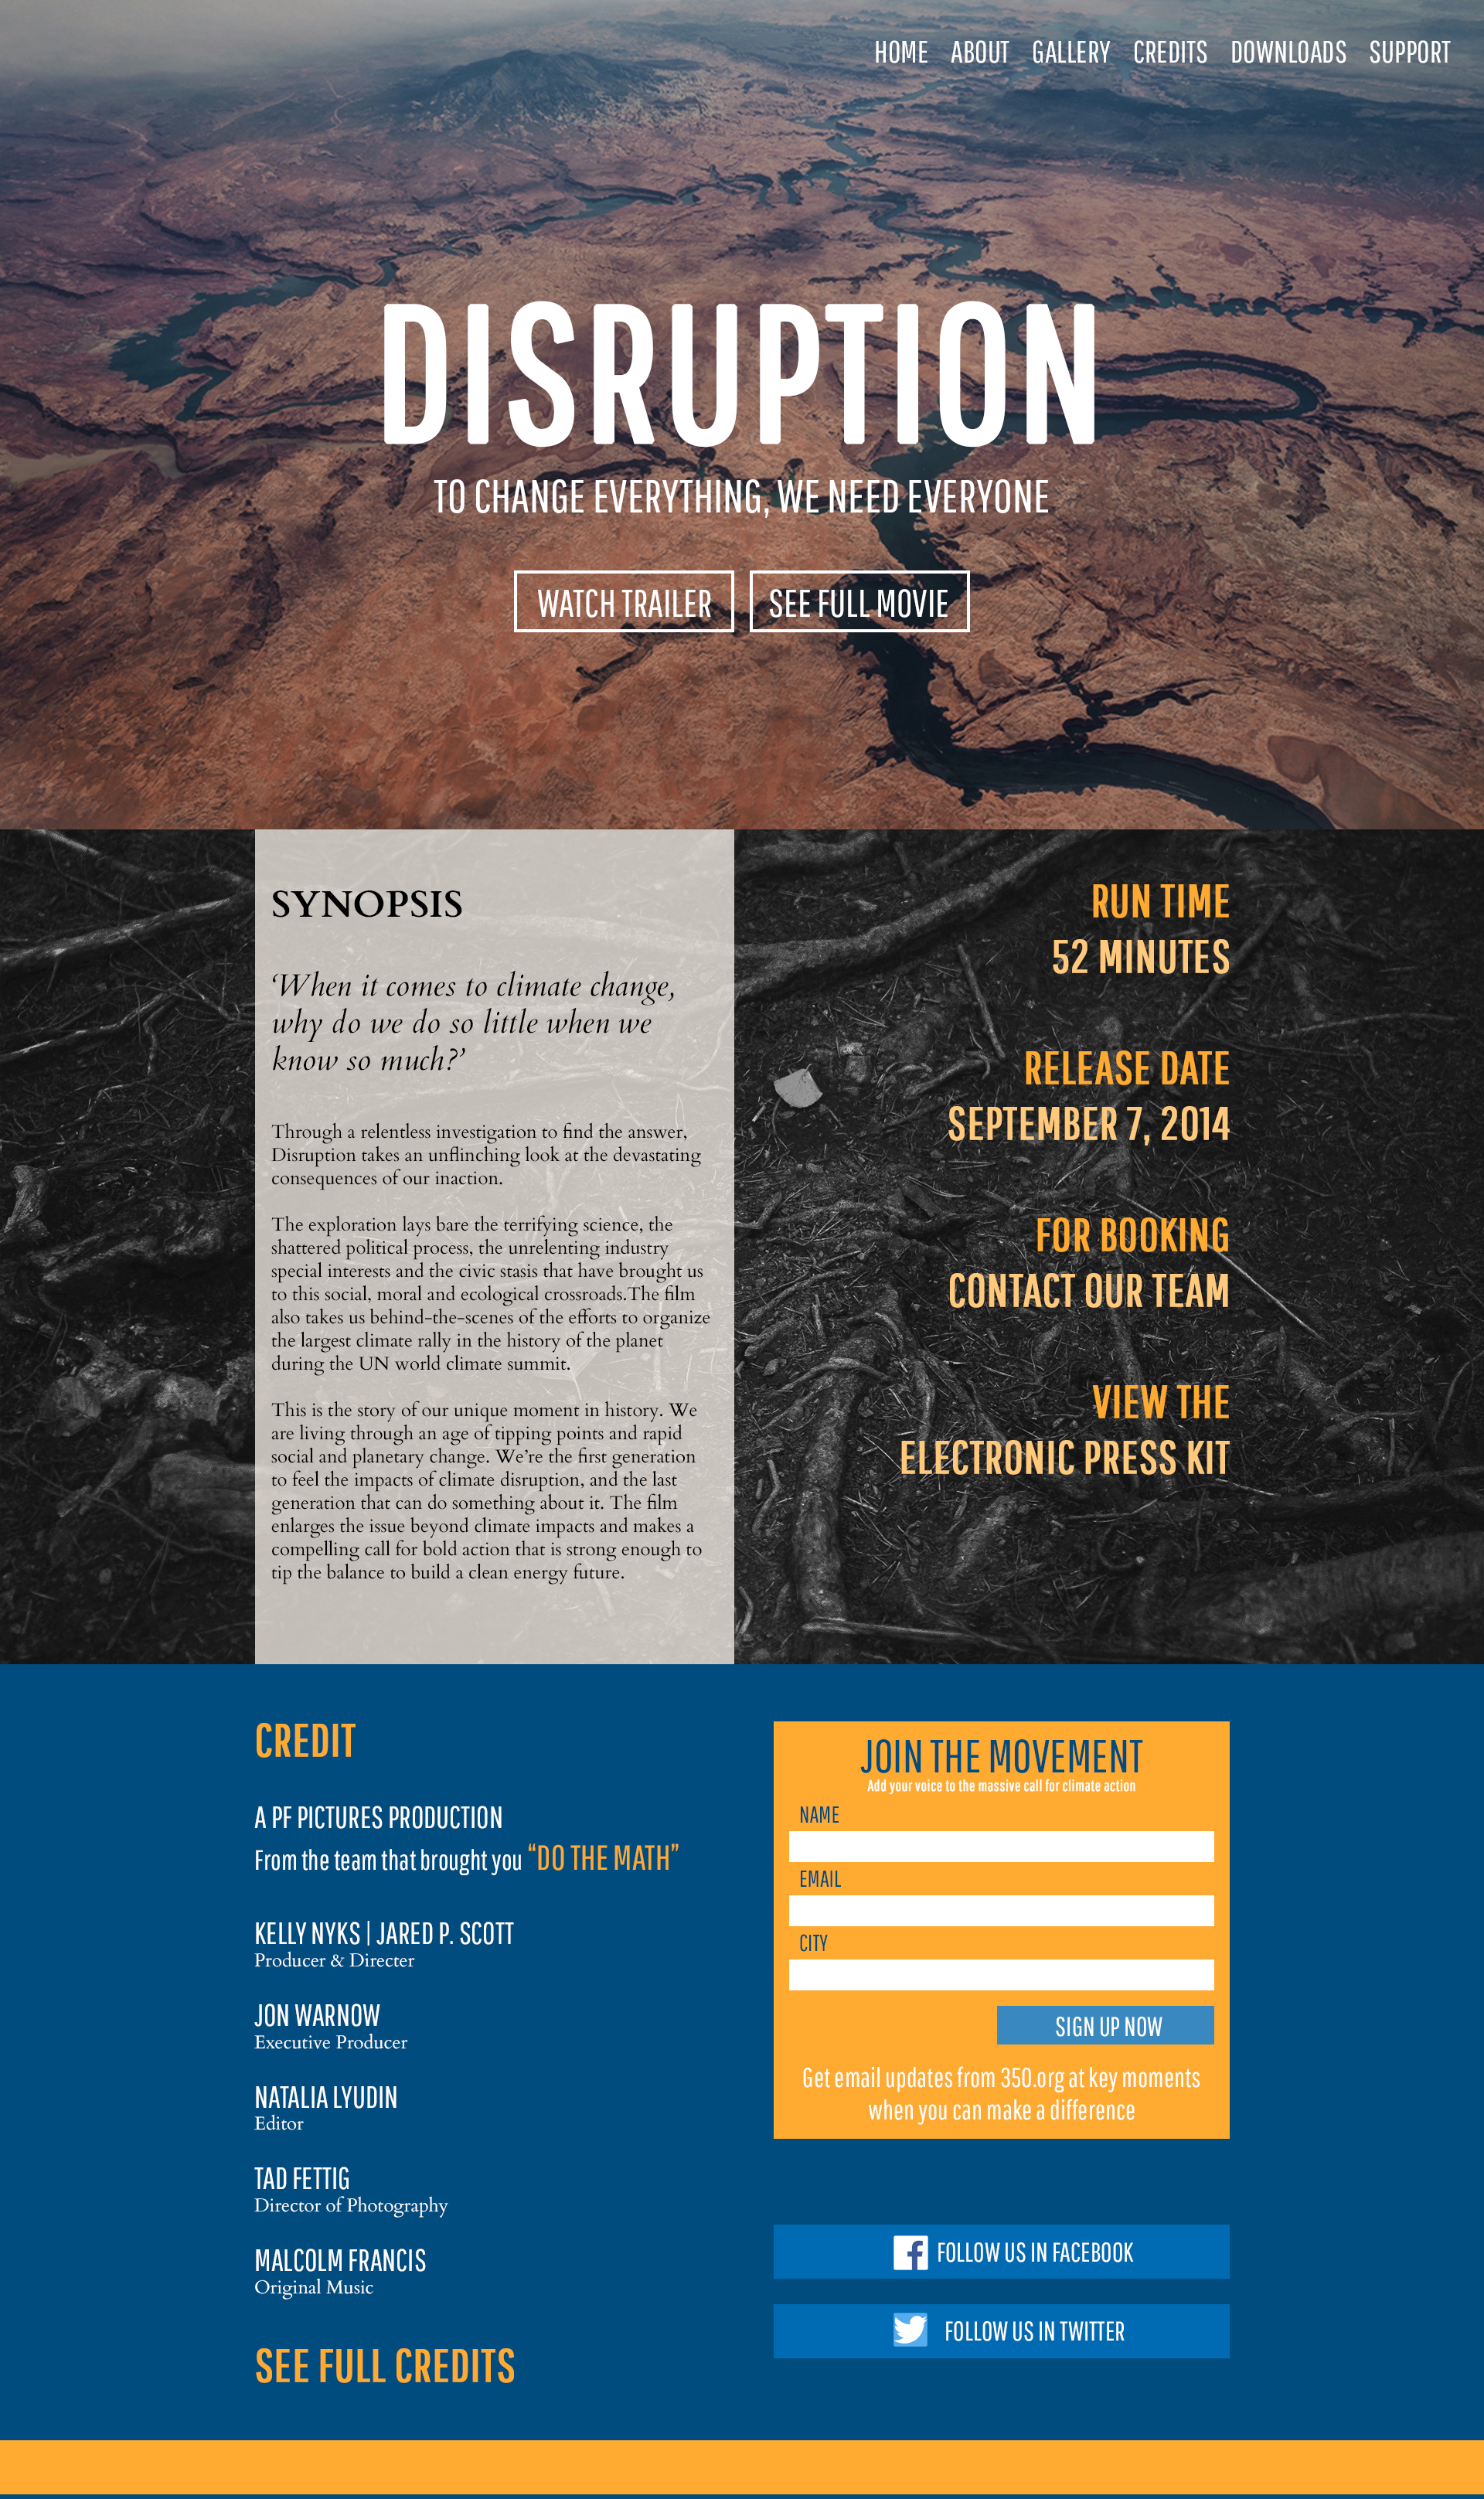 HOME ABOUT GALLERY CREDITS DOWNLOADS SUPPORT
DISRUPTION
TO CHANGE EVERYTHING, WE NEED EVERYONE
WATCH TRAILER SEE FULL MOVIE
SYNOPSIS
‘When it comes to climate change,
why do we do so little when we
know so much?’
Through a relentless investigation to find the answer,
Disruption takes an unflinching look at the devastating
consequences of our inaction.
The exploration lays bare the terrifying science, the
shattered political process, the unrelenting industry
special interests and the civic stasis that have brought us
to this social, moral and ecological crossroads.The film
also takes us behind-the-scenes of the efforts to organize
the largest climate rally in the history of the planet
during the UN world climate summit.
This is the story of our unique moment in history. We
are living through an age of tipping points and rapid
social and planetary change. We’re the first generation
to feel the impacts of climate disruption, and the last
generation that can do something about it. The film
enlarges the issue beyond climate impacts and makes a
compelling call for bold action that is strong enough to
tip the balance to build a clean energy future.
RUN TIME
52 MINUTES
RELEASE DATE
SEPTEMBER 7, 2014
FOR BOOKING
CONTACT OUR TEAM
VIEW THE
ELECTRONIC PRESS KIT
CREDIT
A PF PICTURES PRODUCTION
From the team that brought you “DO THE MATH”
KELLY NYKS | JARED P. SCOTT
Producer & Directer
JON WARNOW
Executive Producer
NATALIA LYUDIN
Editor
TAD FETTIG
Director of Photography
MALCOLM FRANCIS
Original Music
SEE FULL CREDITS
JOIN THE MOVEMENT
Add your voice to the massive call for climate action
NAME
EMAIL
CITY
SIGN UP NOW
Get email updates from 350.org at key moments
when you can make a difference
FOLLOW US IN FACEBOOK
FOLLOW US IN TWITTER